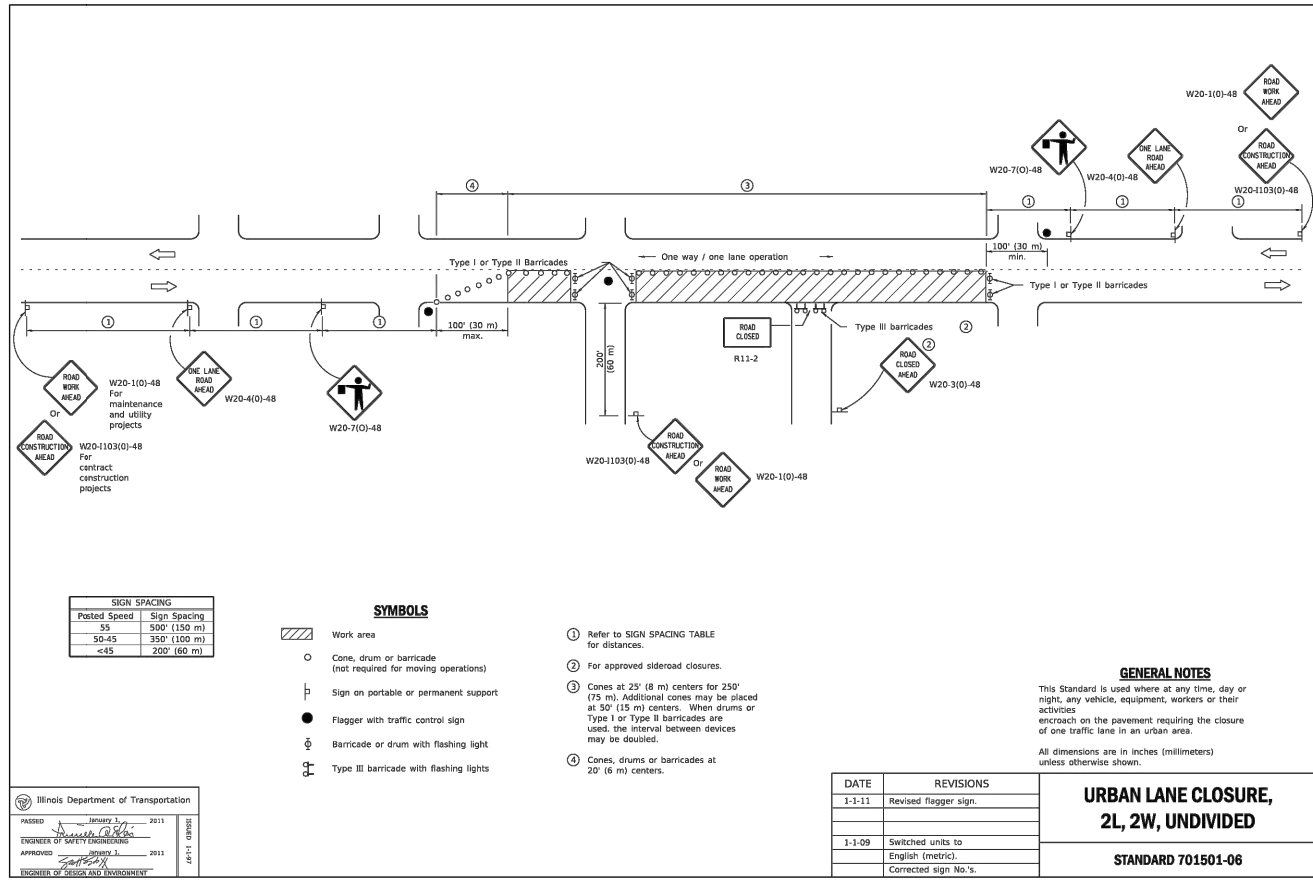 W20-1(O)-48
ROAD
WORK
AHEAD
Or
ROAD
CONSTRUCTION
AHEAD
W20-I103(0)-48
W20-7(O)-48
W20-4(0)-48
ONE LANE
ROAD
AHEAD
4
3
1
1
1
100' (30 m)
min.
Type I or Type II Barricades
One way / one lane operation
Type I or Type II barricades
1
1
1
100' (30 m)
max.
200'
(60 m)
ROAD
CLOSED
R11-2
Type III barricades
2
2
ROAD
CLOSED
AHEAD
W20-3(0)-48
ROAD
WORK
AHEAD
W20-1(0)-48
For
maintenance
and utility
projects
Or
ROAD
CONSTRUCTION
AHEAD
W20-I103(0)-48
For
contract
construction
projects
ONE LANE
ROAD
AHEAD
W20-4(0)-48
W20-7(O)-48
W20-I103(0)-48
ROAD
CONSTRUCTION
AHEAD
Or
ROAD
WORK
AHEAD
W20-1(0)-48
SIGN SPACING
Posted Speed Sign Spacing
55 500' (150 m)
50-45 350' (100 m)
<45 200' (60 m)
SYMBOLS
Work area
Cone, drum or barricade
(not required for moving operations)
Sign on portable or permanent support
Flagger with traffic control sign
Barricade or drum with flashing light
Type III barricade with flashing lights
1 Refer to SIGN SPACING TABLE
for distances.
2 For approved sideroad closures.
3 Cones at 25' (8 m) centers for 250'
(75 m). Additional cones may be placed
at 50' (15 m) centers. When drums or
Type I or Type II barricades are
used, the interval between devices
may be doubled.
4 Cones, drums or barricades at
20' (6 m) centers.
GENERAL NOTES
This Standard is used where at any time, day or
night, any vehicle, equipment, workers or their
activities
encroach on the pavement requiring the closure
of one traffic lane in an urban area.
All dimensions are in inches (millimeters)
unless otherwise shown.
Illinois Department of Transportation
PASSED January 1, 2011
ENGINEER OF SAFETY ENGINEERING
APPROVED January 1, 2011
ENGINEER OF DESIGN AND ENVIRONMENT
ISSUED 1-1-97
DATE REVISIONS
1-1-11 Revised flagger sign.
1-1-09 Switched units to
English (metric).
Corrected sign No.'s.
URBAN LANE CLOSURE,
2L, 2W, UNDIVIDED
STANDARD 701501-06